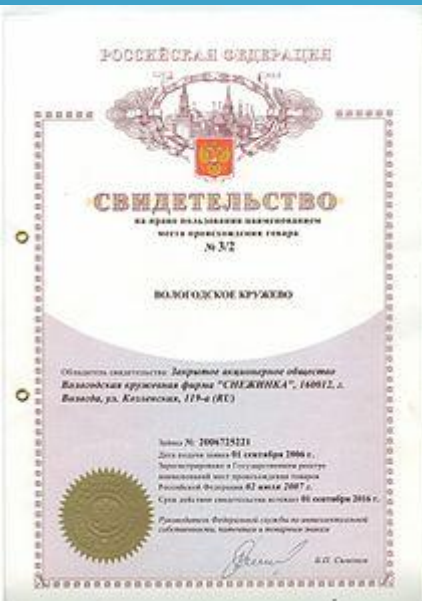 РОССИЙСКАЯ ФЕДЕРАЦИЯ
СВИДЕТЕЛЬСТВО
на право пользования наименованием
места происхождения товара
№ 3/2
ВОЛОГОДСКОЕ КРУЖЕВО
Обладатель свидетельства: Закрытое акционерное общество
Вологодская кружевная фирма "СНЕЖИНКА", 160012, г.
Вологда, ул. Козленская, 119-а (RU)
Заявка № 2006725221
Дата подачи заявки 01 сентября 2006 г.
Зарегистрировано в Государственном реестре
наименований мест происхождения товаров
Российской Федерации 02 июля 2007 г.
Срок действия свидетельства истекает 01 сентября 2016 г.
Руководитель Федеральной службы по интеллектуальной
собственности, патентам и товарным знакам
Б.П. Симонов